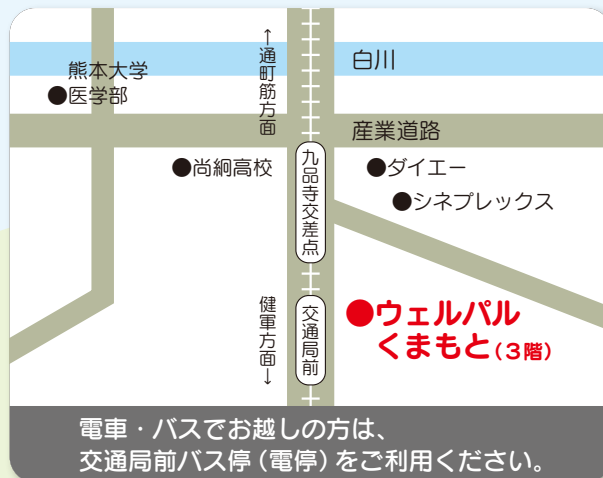 ↑通町筋方面
白川
熊本大学
●医学部
産業道路
●尚絅高校
九品寺交差点
●ダイエー
●シネプレックス
健軍方面↓
交通局前
●ウェルパル
くまもと(3階)
電車・バスでお越しの方は、
交通局前バス停(電停)をご利用ください。